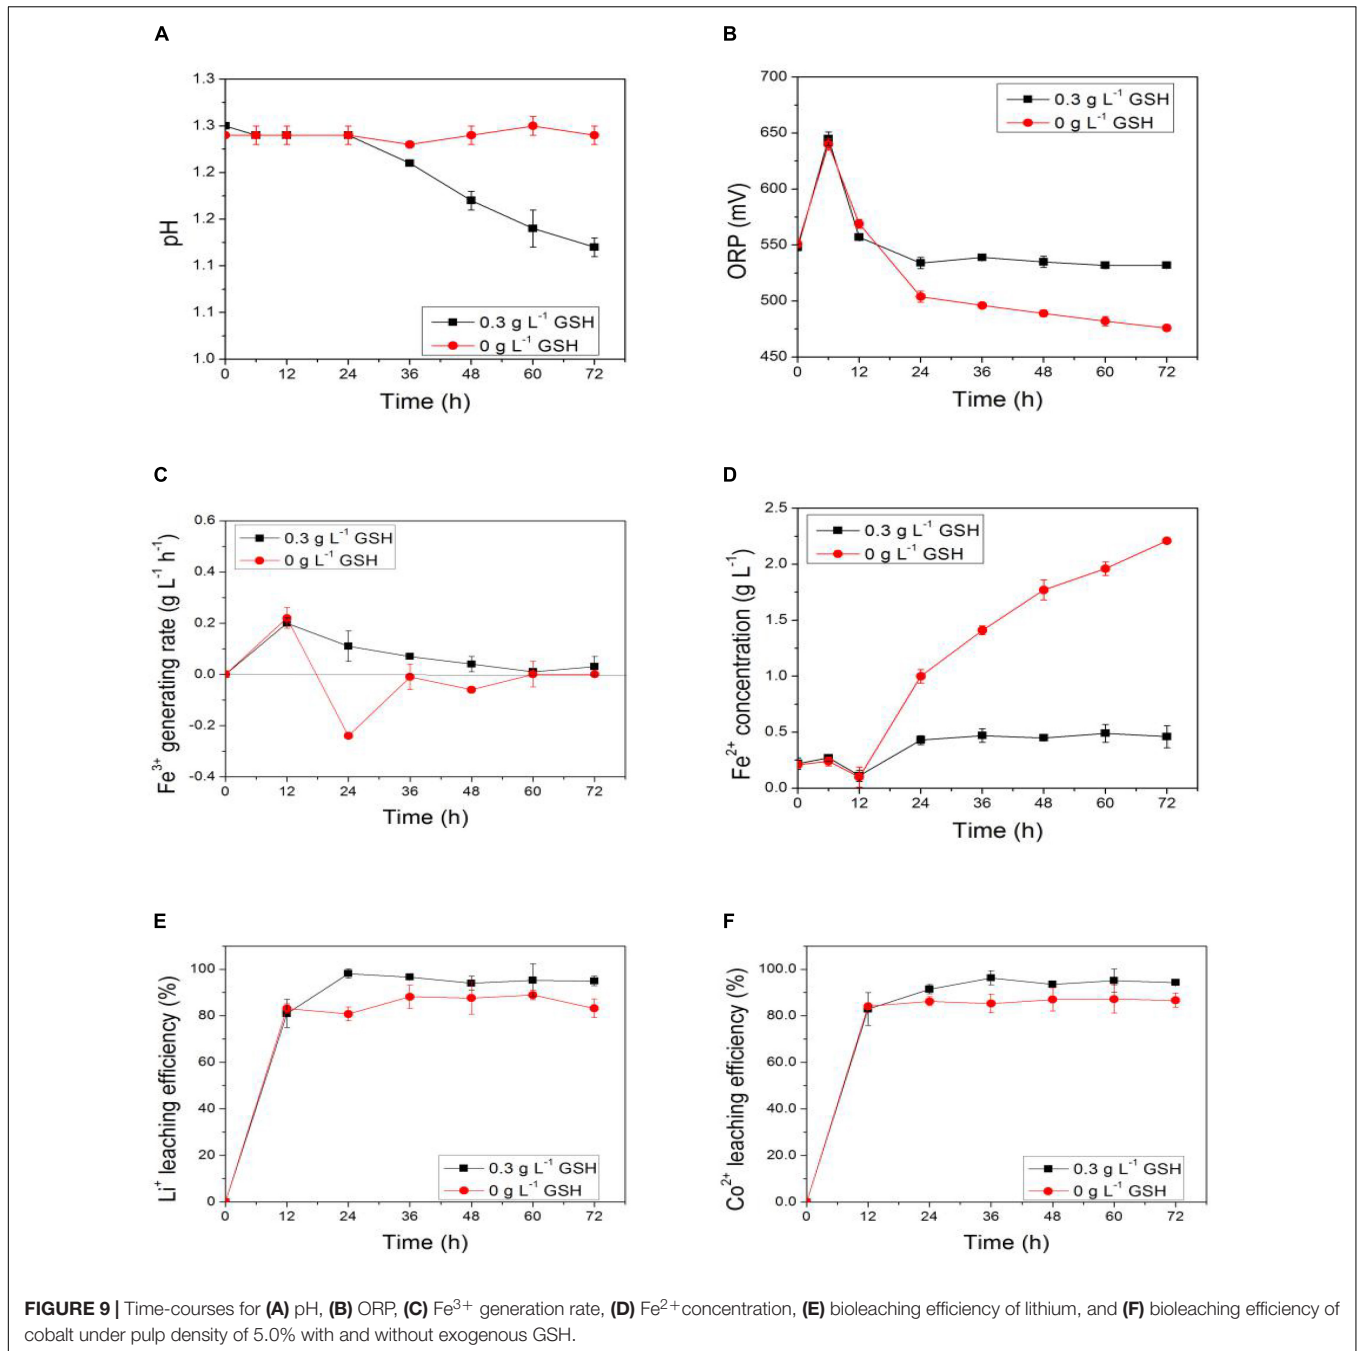 A
pH
1.3
1.3
1.2
1.2
1.1
1.1
1.0
0 12 24 36 48 60 72
Time (h)
0.3 g L⁻¹ GSH
0 g L⁻¹ GSH
B
ORP (mV)
700
650
600
550
500
450
0 12 24 36 48 60 72
Time (h)
0.3 g L⁻¹ GSH
0 g L⁻¹ GSH
C
Fe³⁺ generating rate (g L⁻¹ h⁻¹)
0.6
0.4
0.2
0.0
-0.2
-0.4
0 12 24 36 48 60 72
Time (h)
0.3 g L⁻¹ GSH
0 g L⁻¹ GSH
D
Fe²⁺ concentration (g L⁻¹)
2.5
2.0
1.5
1.0
0.5
0.0
0 12 24 36 48 60 72
Time (h)
0.3 g L⁻¹ GSH
0 g L⁻¹ GSH
E
Li⁺ leaching efficiency (%)
100
80
60
40
20
0
0 12 24 36 48 60 72
Time (h)
0.3 g L⁻¹ GSH
0 g L⁻¹ GSH
F
Co²⁺ leaching efficiency (%)
100.0
80.0
60.0
40.0
20.0
0.0
0 12 24 36 48 60 72
Time (h)
0.3 g L⁻¹ GSH
0 g L⁻¹ GSH
FIGURE 9 | Time-courses for (A) pH, (B) ORP, (C) Fe³⁺ generation rate, (D) Fe²⁺concentration, (E) bioleaching efficiency of lithium, and (F) bioleaching efficiency of
cobalt under pulp density of 5.0% with and without exogenous GSH.